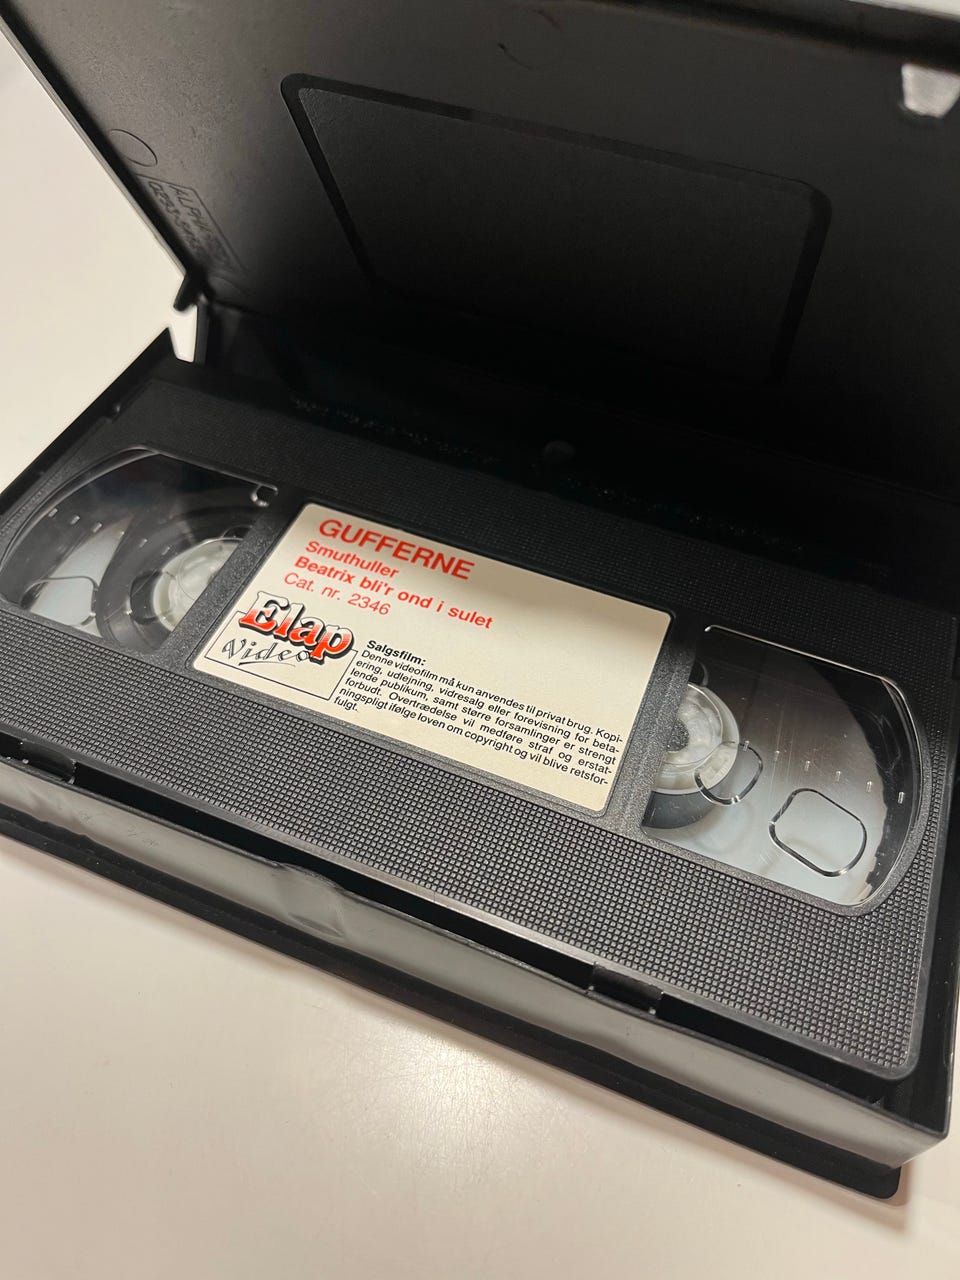 GUFFERNE
Smuthuller
Beatrix bli'r ond i sulet
Cat. nr. 2346
Elap
Video
Salgsfilm:
Denne videofilm må kun anvendes til privat brug. Kopi-
ering, udlejning, vidresalg eller forevisning for beta-
lende publikum, samt større forsamlinger er strengt
forbudt. Overtrædelse vil medføre straf og erstat-
ningspligt ifølge loven om copyright og vil blive retsfor-
fulgt.